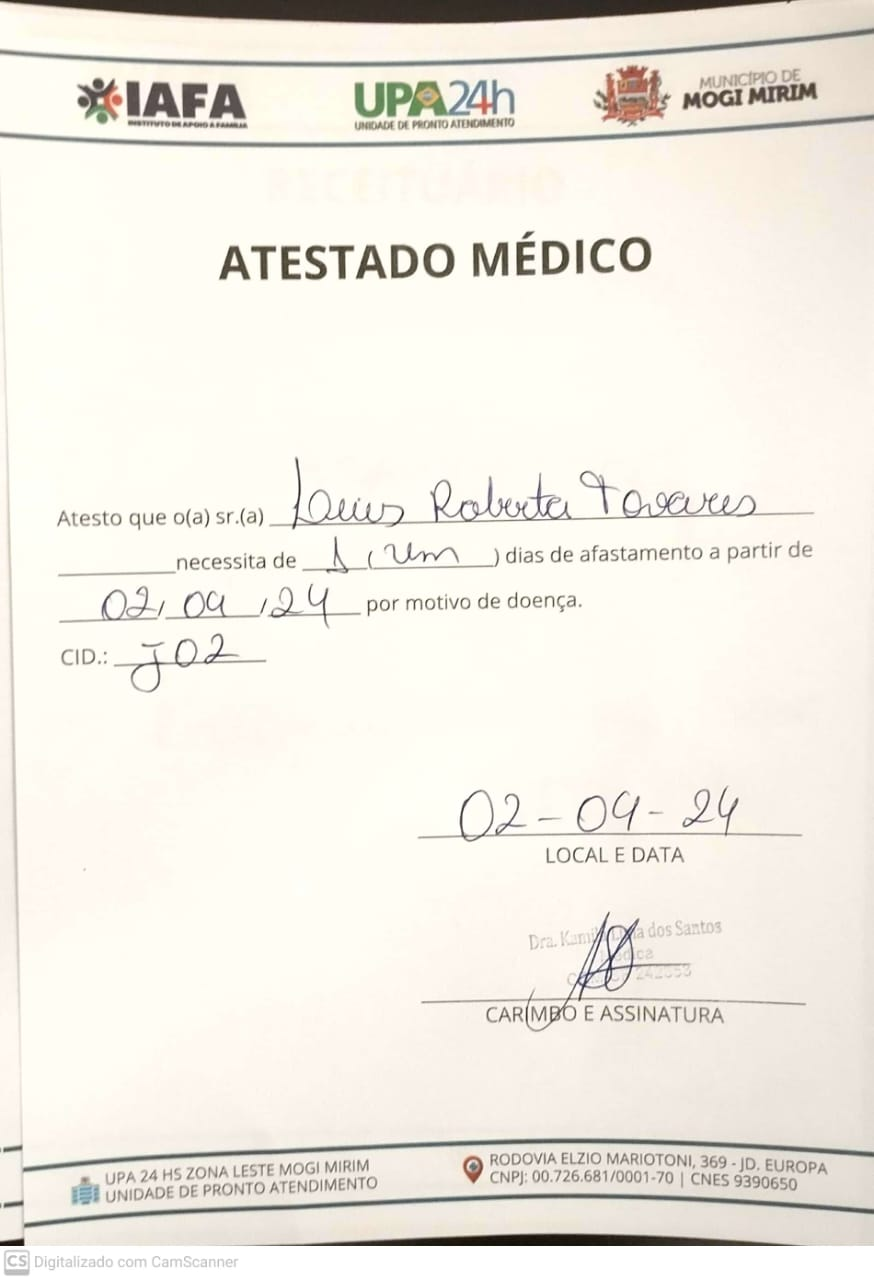 IAFA
INSTITUTO DE APOIO À FAMÍLIA
UPA24h
UNIDADE DE PRONTO ATENDIMENTO
MUNICÍPIO DE
MOGI MIRIM
RECEITUÁRIO
ATESTADO MÉDICO
Atesto que o(a) sr.(a) Roberta Tavares
necessita de 1 (Um) dias de afastamento a partir de
02/09/24 por motivo de doença.
CID.: J02
02-09-24
LOCAL E DATA
Dra. dos Santos
CARIMBO E ASSINATURA
UPA 24 HS ZONA LESTE MOGI MIRIM
UNIDADE DE PRONTO ATENDIMENTO
RODOVIA ELZIO MARIOTONI, 369 - JD. EUROPA
CNPJ: 00.726.681/0001-70 | CNES 9390650
CS Digitalizado com CamScanner